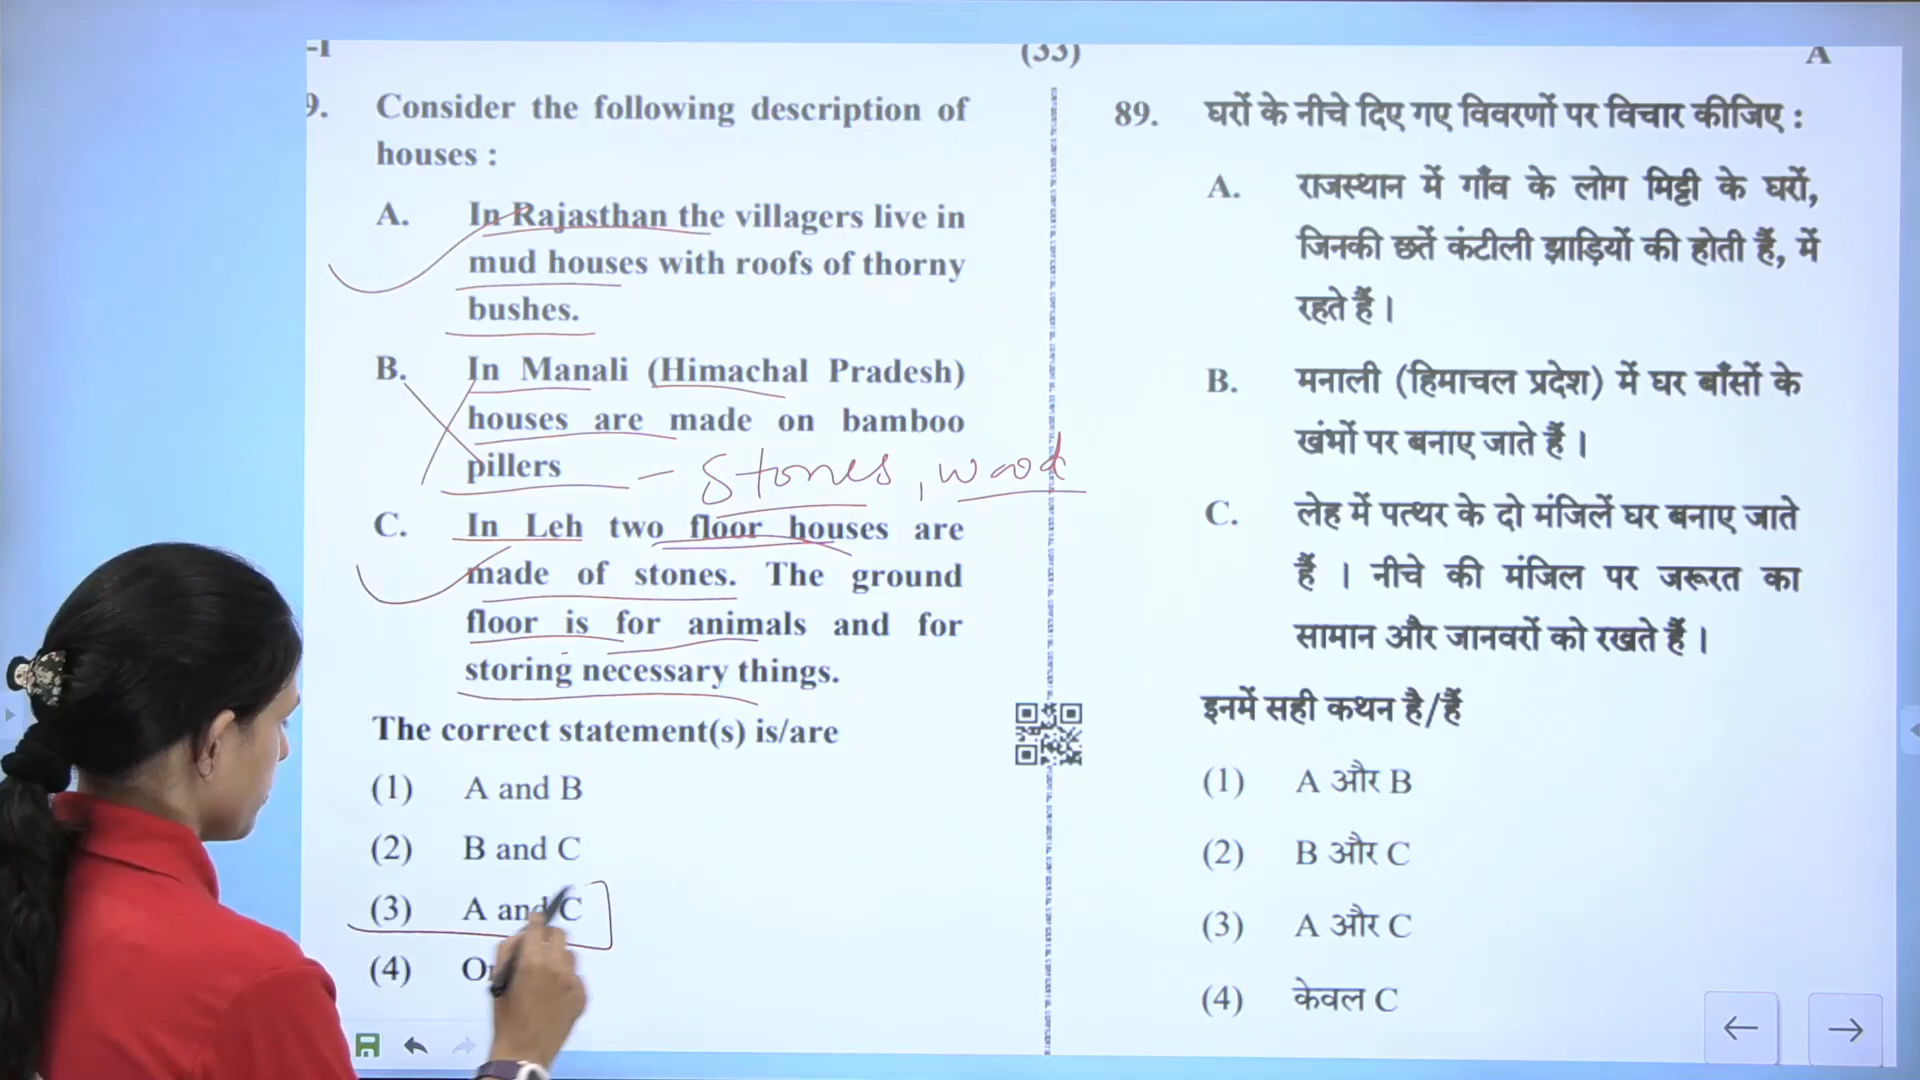 -I
(33)
A
9. Consider the following description of
houses :
A. In Rajasthan the villagers live in
mud houses with roofs of thorny
bushes.
B. In Manali (Himachal Pradesh)
houses are made on bamboo
pillers - Stones, wood
C. In Leh two floor houses are
made of stones. The ground
floor is for animals and for
storing necessary things.
The correct statement(s) is/are
(1) A and B
(2) B and C
(3) A and C
(4)
89. घरों के नीचे दिए गए विवरणों पर विचार कीजिए :
A. राजस्थान में गाँव के लोग मिट्टी के घरों,
जिनकी छतें कंटीली झाड़ियों की होती हैं, में
रहते हैं ।
B. मनाली (हिमाचल प्रदेश) में घर बाँसों के
खंभों पर बनाए जाते हैं ।
C. लेह में पत्थर के दो मंजिलें घर बनाए जाते
हैं । नीचे की मंजिल पर जरूरत का
सामान और जानवरों को रखते हैं ।
इनमें सही कथन है/हैं
(1) A और B
(2) B और C
(3) A और C
(4) केवल C